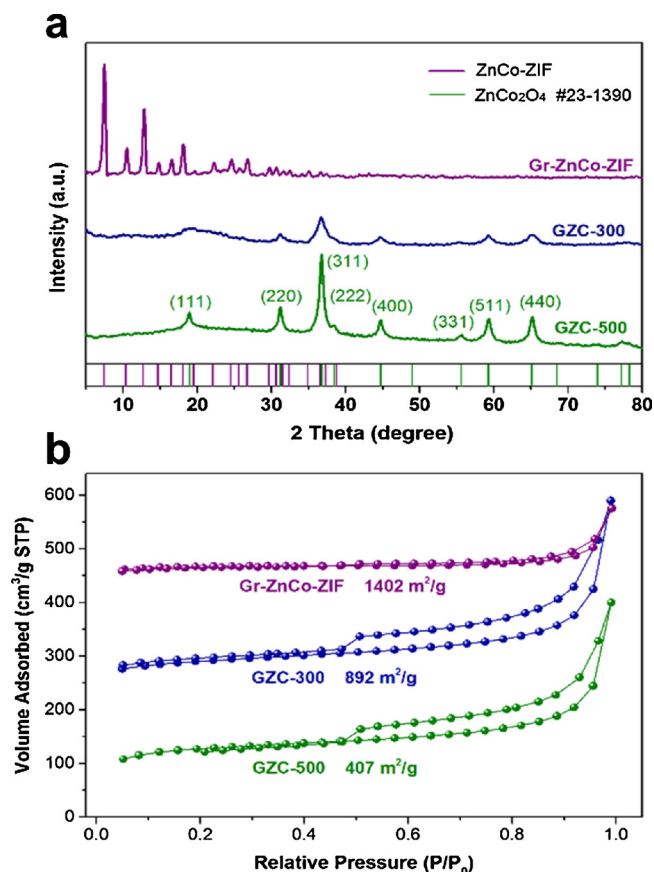 a
ZnCo-ZIF
ZnCo₂O₄ #23-1390
Gr-ZnCo-ZIF
GZC-300
(311)
(111) (220) (222) (400) (331) (511) (440)
GZC-500
Intensity (a.u.)
10 20 30 40 50 60 70 80
2 Theta (degree)
b
600
500
400
300
200
100
0
Gr-ZnCo-ZIF 1402 m²/g
GZC-300 892 m²/g
GZC-500 407 m²/g
Volume Adsorbed (cm³/g STP)
0.0 0.2 0.4 0.6 0.8 1.0
Relative Pressure (P/P₀)